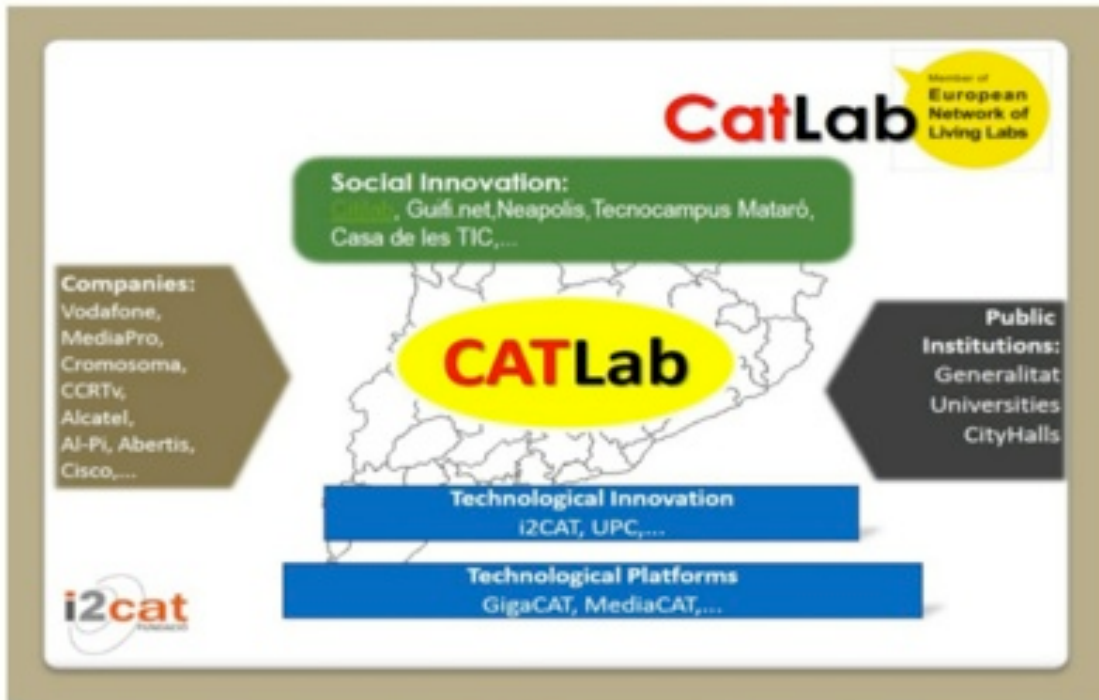 CatLab
Member of
European
Network of
Living Labs
Social Innovation:
Citilab, Guifi.net,Neapolis,Tecnocampus Mataró,
Casa de les TIC,...
Companies:
Vodafone,
MediaPro,
Cromosoma,
CCRTv,
Alcatel,
Al-Pi, Abertis,
Cisco,...
CATLab
Public
Institutions:
Generalitat
Universities
CityHalls
Technological Innovation
i2CAT, UPC,...
Technological Platforms
GigaCAT, MediaCAT,...
i2cat
FUNDACIÓ